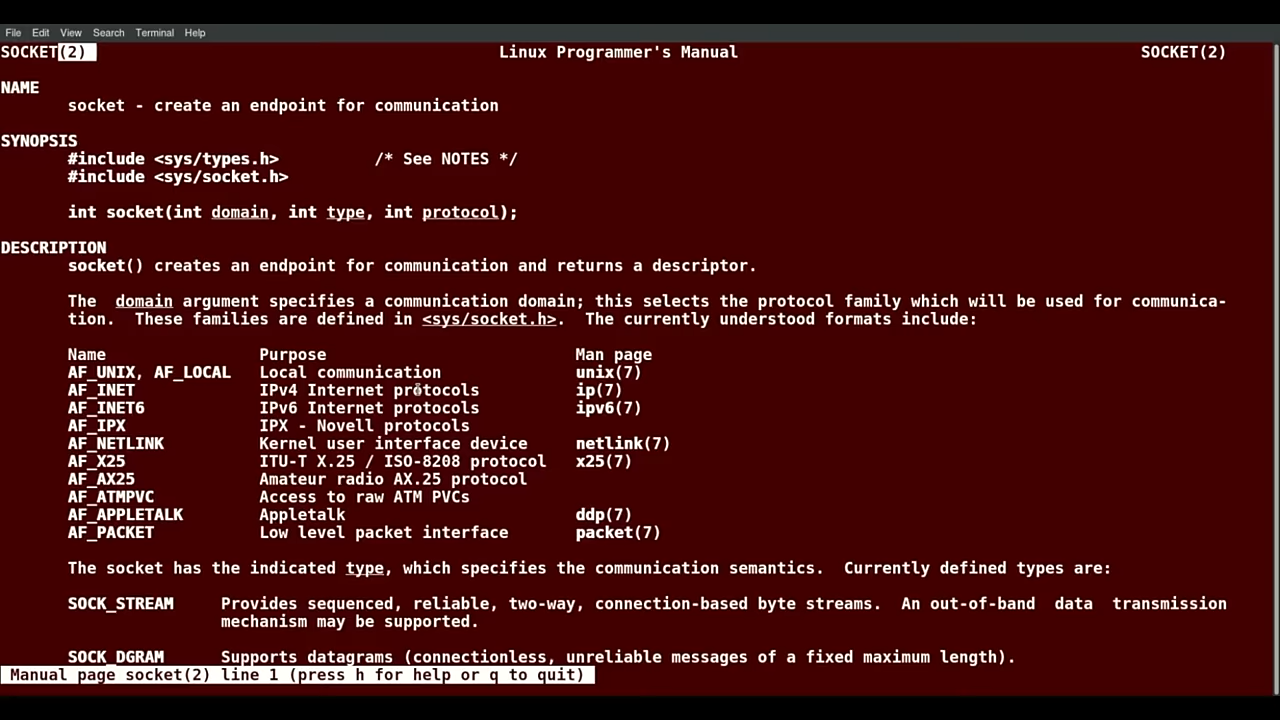 File Edit View Search Terminal Help
SOCKET(2) Linux Programmer's Manual SOCKET(2)
NAME
socket - create an endpoint for communication
SYNOPSIS
#include <sys/types.h> /* See NOTES */
#include <sys/socket.h>
int socket(int domain, int type, int protocol);
DESCRIPTION
socket() creates an endpoint for communication and returns a descriptor.
The domain argument specifies a communication domain; this selects the protocol family which will be used for communica-
tion. These families are defined in <sys/socket.h>. The currently understood formats include:
Name Purpose Man page
AF_UNIX, AF_LOCAL Local communication unix(7)
AF_INET IPv4 Internet protocols ip(7)
AF_INET6 IPv6 Internet protocols ipv6(7)
AF_IPX IPX - Novell protocols
AF_NETLINK Kernel user interface device netlink(7)
AF_X25 ITU-T X.25 / ISO-8208 protocol x25(7)
AF_AX25 Amateur radio AX.25 protocol
AF_ATMPVC Access to raw ATM PVCs
AF_APPLETALK Appletalk ddp(7)
AF_PACKET Low level packet interface packet(7)
The socket has the indicated type, which specifies the communication semantics. Currently defined types are:
SOCK_STREAM Provides sequenced, reliable, two-way, connection-based byte streams. An out-of-band data transmission
mechanism may be supported.
SOCK_DGRAM Supports datagrams (connectionless, unreliable messages of a fixed maximum length).
Manual page socket(2) line 1 (press h for help or q to quit)